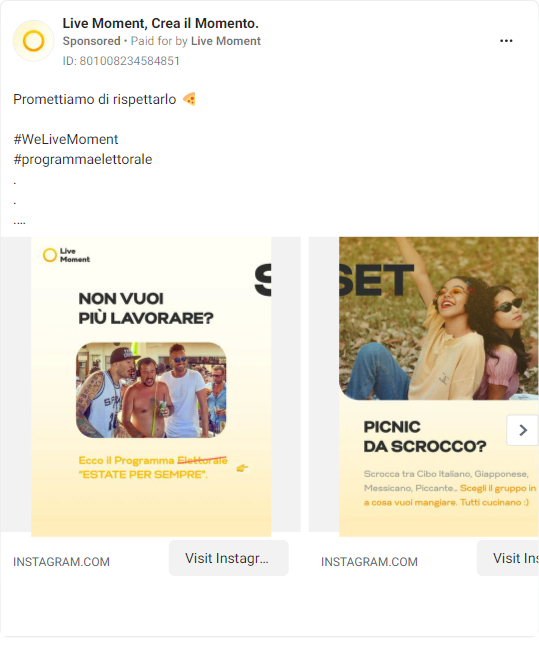 Live Moment, Crea il Momento.
Sponsored • Paid for by Live Moment
ID: 801008234584851
Promettiamo di rispettarlo 🍕
#WeLiveMoment
#programmaelettorale
.
.
....
Live
Moment
S
NON VUOI
PIÙ LAVORARE?
Ecco il Programma Elettorale
"ESTATE PER SEMPRE".
INSTAGRAM.COM
Visit Instagr...
SET
PICNIC
DA SCROCCO?
Scrocca tra Cibo Italiano, Giapponese,
Messicano, Piccante.. Scegli il gruppo in
a cosa vuoi mangiare. Tutti cucinano :)
INSTAGRAM.COM
Visit Ins